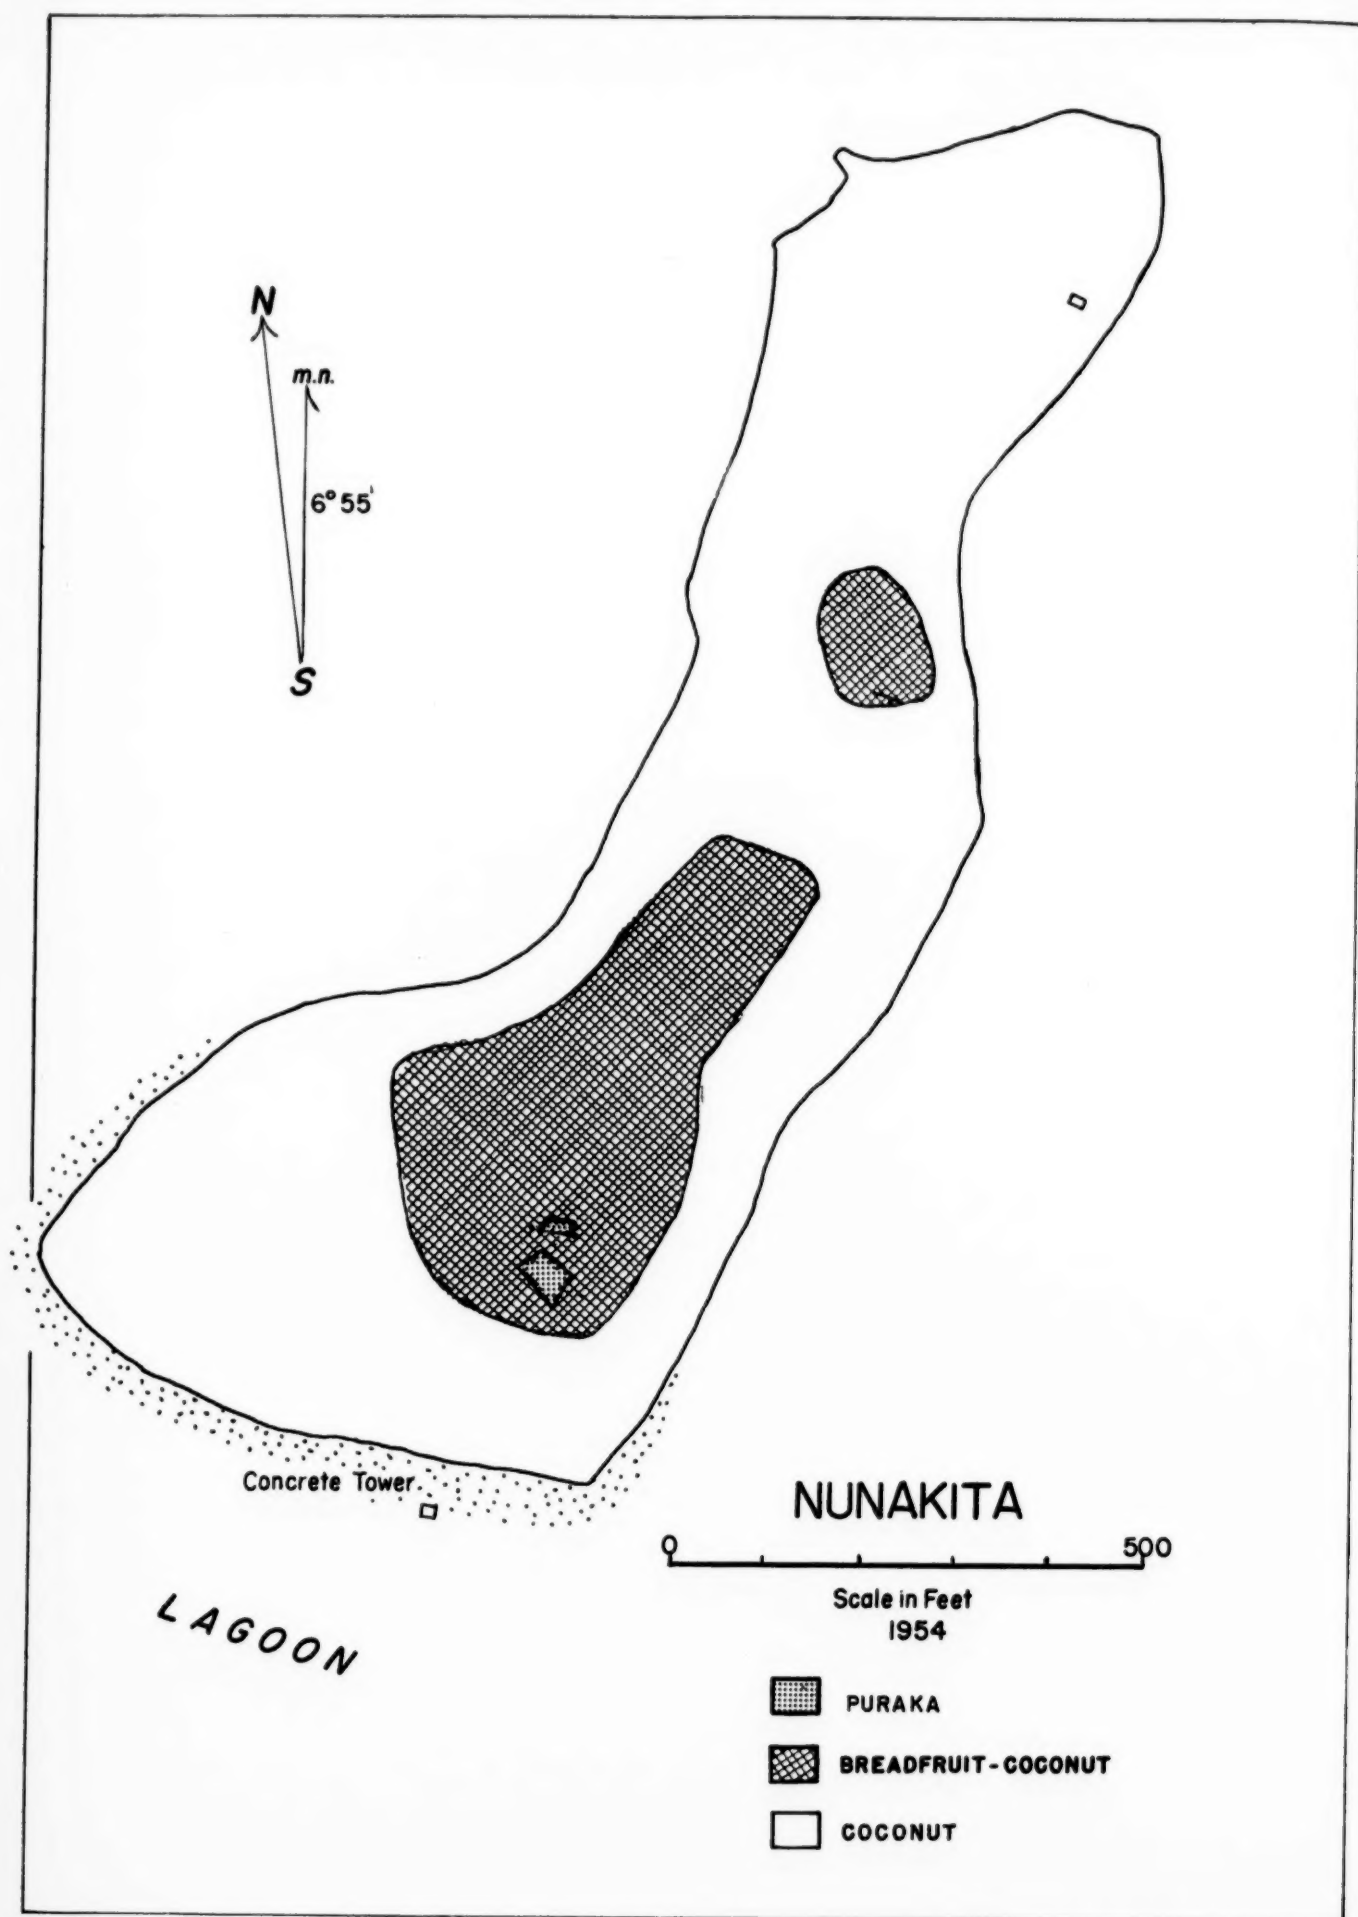 N
m.n.
6°55'
S
Concrete Tower
NUNAKITA
0 500
Scale in Feet
1954
LAGOON
PURAKA
BREADFRUIT-COCONUT
COCONUT